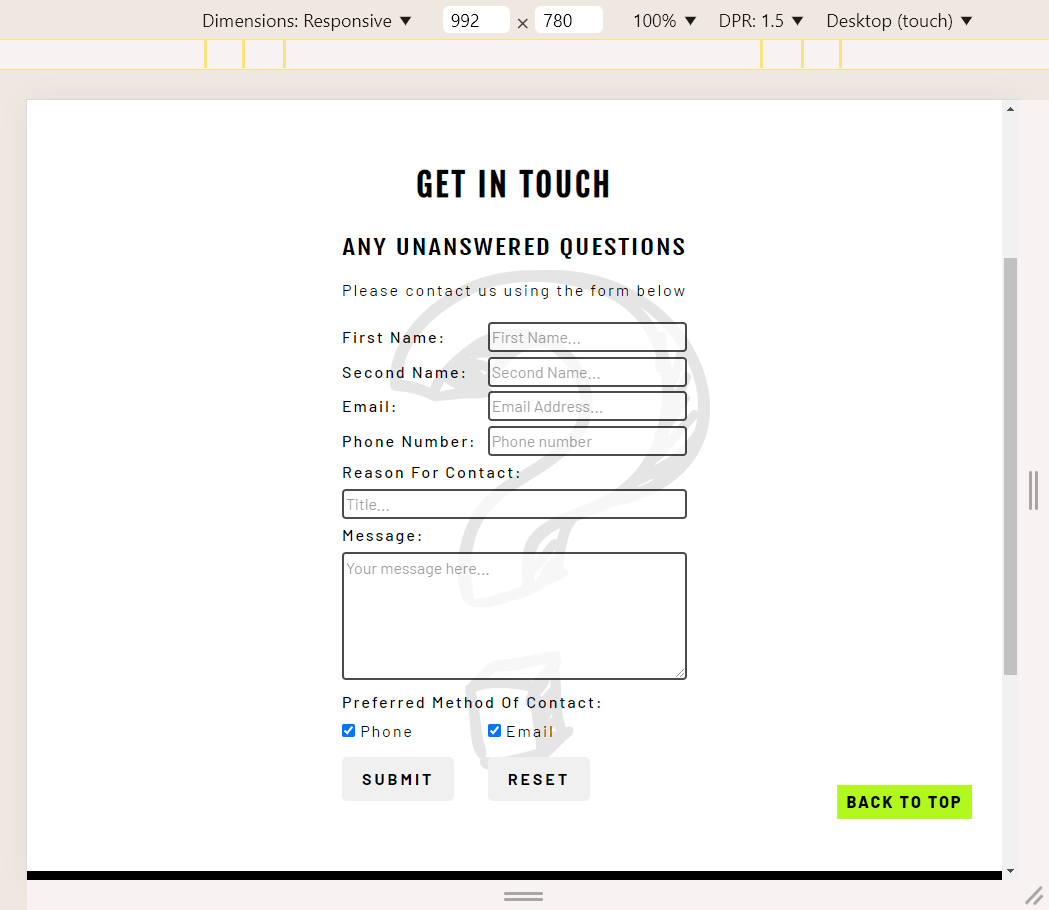 Dimensions: Responsive ▼ 992 × 780 100% ▼ DPR: 1.5 ▼ Desktop (touch) ▼
GET IN TOUCH
ANY UNANSWERED QUESTIONS
Please contact us using the form below
First Name: First Name...
Second Name: Second Name...
Email: Email Address...
Phone Number: Phone number
Reason For Contact:
Title...
Message:
Your message here...
Preferred Method Of Contact:
Phone Email
SUBMIT RESET
BACK TO TOP